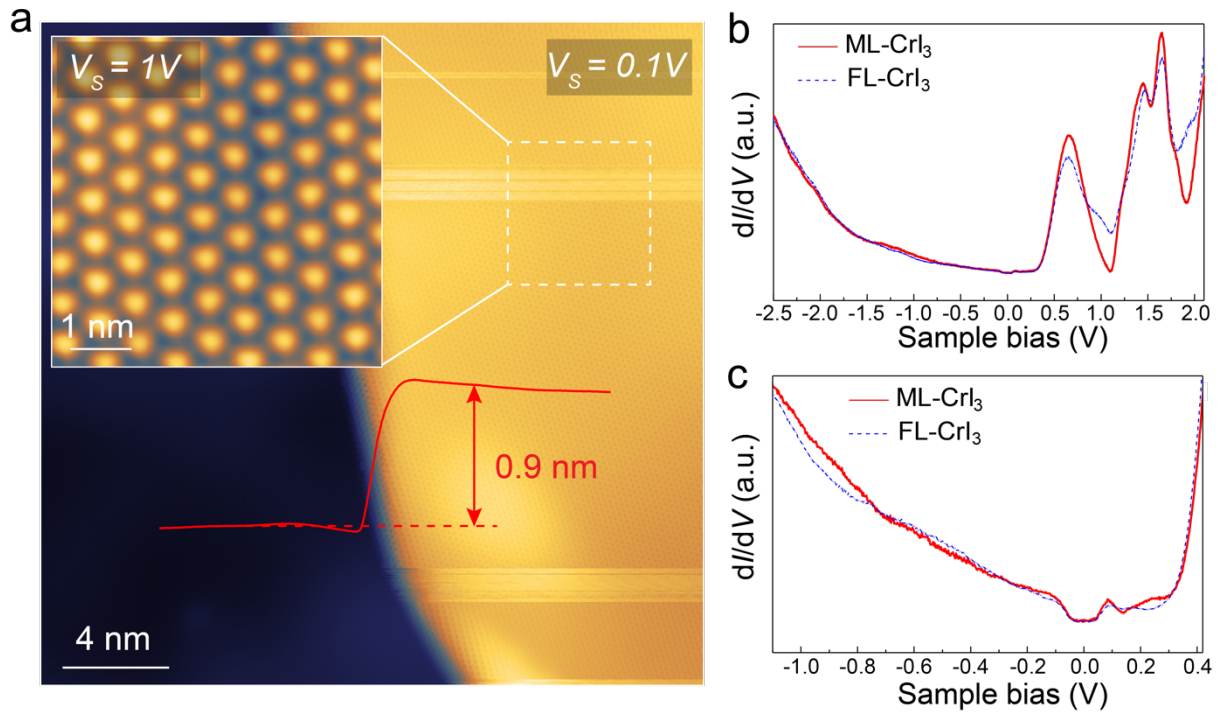 a
V_S = 1V
V_S = 0.1V
1 nm
0.9 nm
4 nm
b
ML-CrI₃
FL-CrI₃
dI/dV (a.u.)
-2.5 -2.0 -1.5 -1.0 -0.5 0.0 0.5 1.0 1.5 2.0
Sample bias (V)
c
ML-CrI₃
FL-CrI₃
dI/dV (a.u.)
-1.0 -0.8 -0.6 -0.4 -0.2 0.0 0.2 0.4
Sample bias (V)